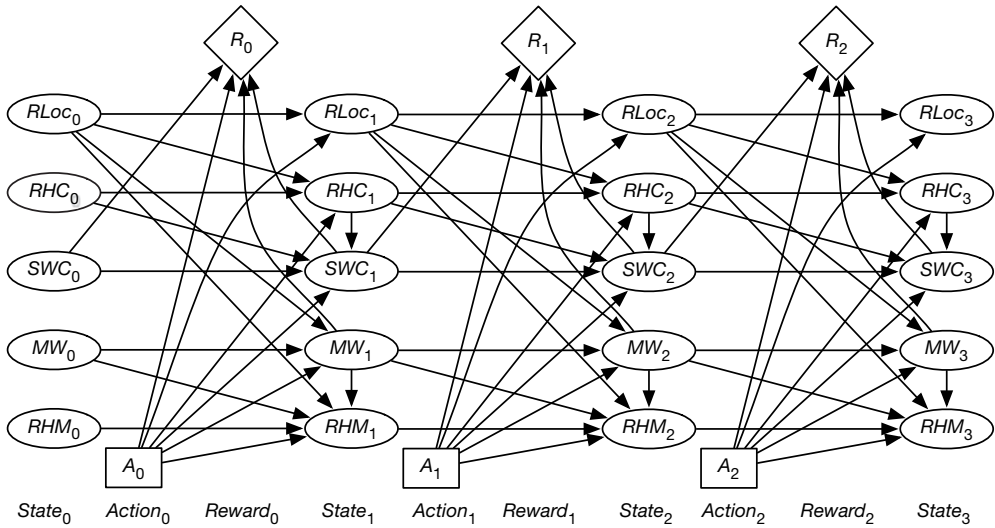 R0 R1 R2
RLoc0 RLoc1 RLoc2 RLoc3
RHC0 RHC1 RHC2 RHC3
SWC0 SWC1 SWC2 SWC3
MW0 MW1 MW2 MW3
RHM0 RHM1 RHM2 RHM3
A0 A1 A2
State0 Action0 Reward0 State1 Action1 Reward1 State2 Action2 Reward2 State3